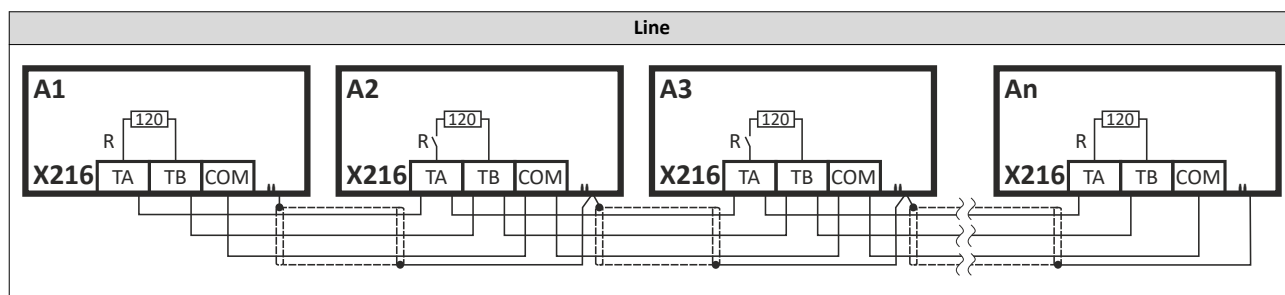 Line
A1 A2 A3 An
120 120 120 120
R R R R
X216 TA TB COM X216 TA TB COM X216 TA TB COM X216 TA TB COM